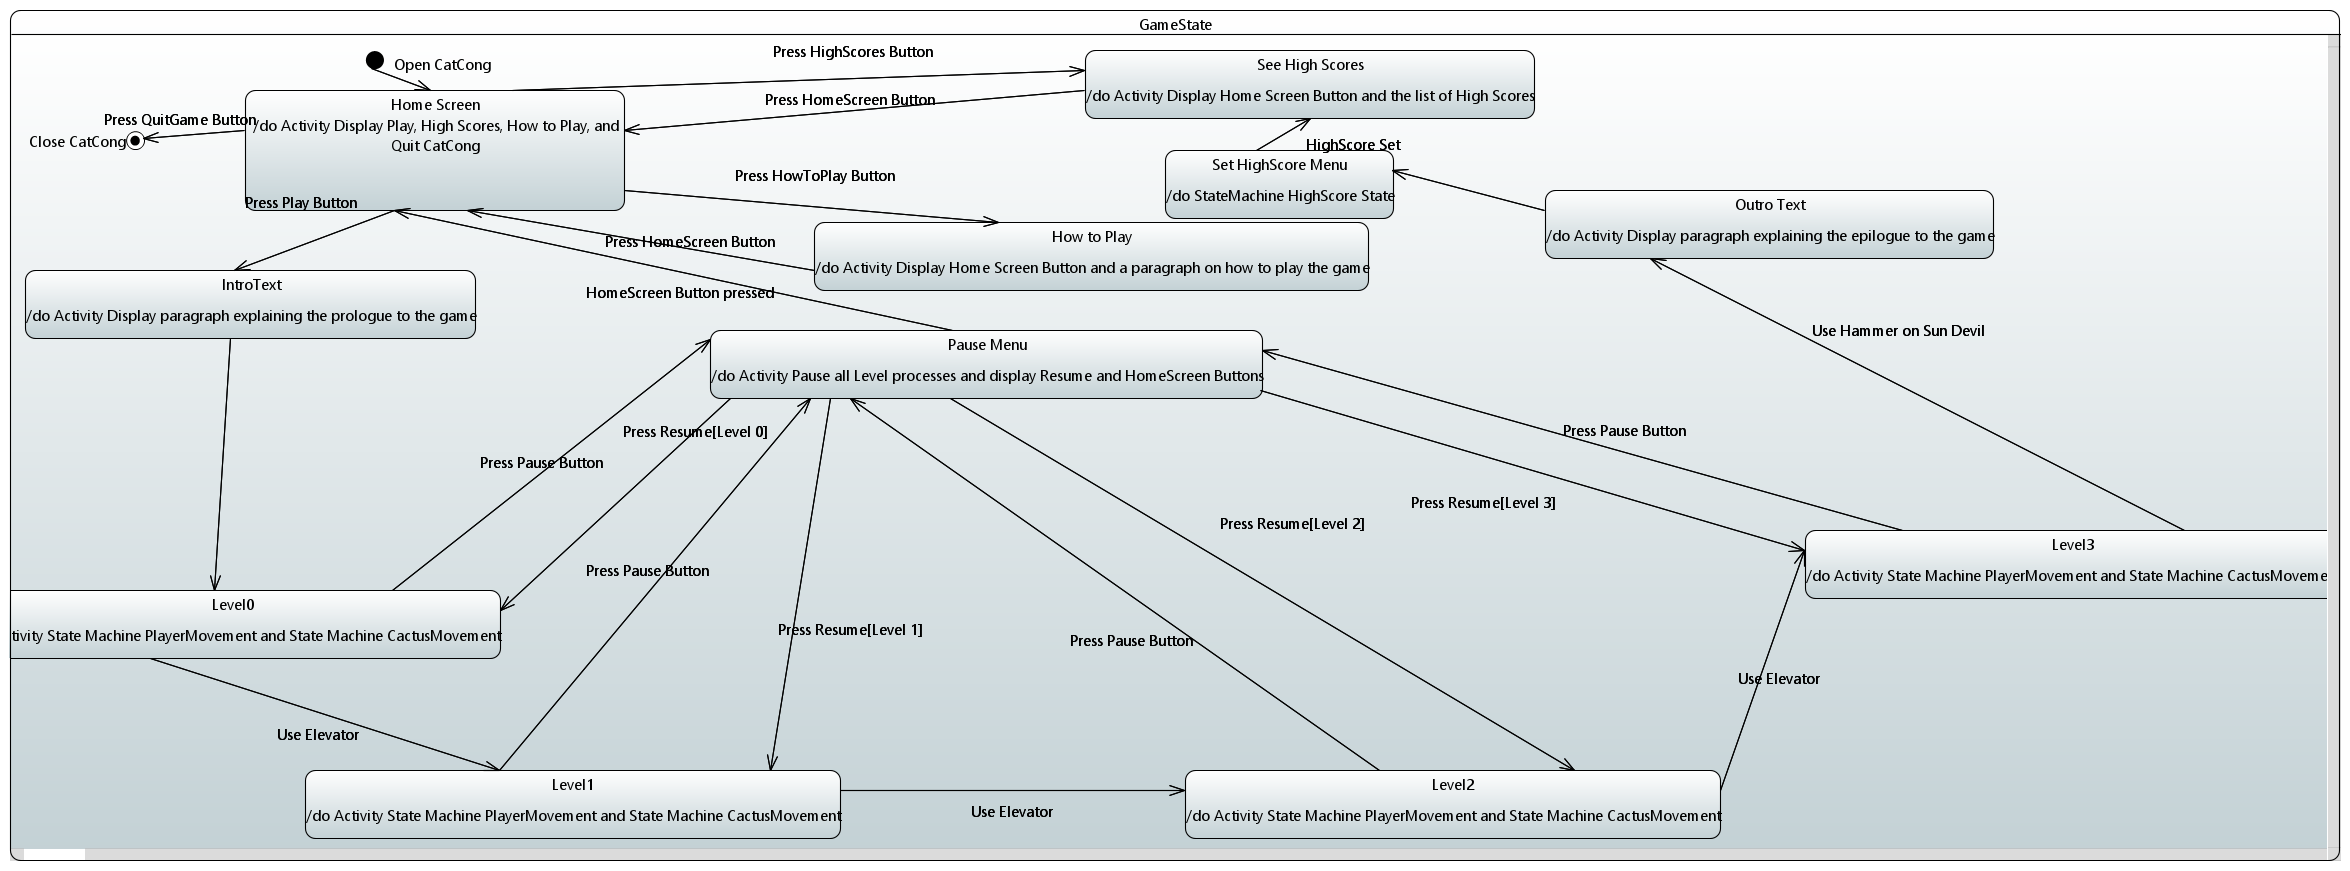 GameState
Open CatCong
Press HighScores Button
See High Scores
/do Activity Display Home Screen Button and the list of High Scores
Home Screen
/do Activity Display Play, High Scores, How to Play, and
Quit CatCong
Press HomeScreen Button
Press QuitGame Button
Close CatCong
HighScore Set
Set HighScore Menu
/do StateMachine HighScore State
Press HowToPlay Button
Press Play Button
Outro Text
/do Activity Display paragraph explaining the epilogue to the game
How to Play
/do Activity Display Home Screen Button and a paragraph on how to play the game
Press HomeScreen Button
IntroText
/do Activity Display paragraph explaining the prologue to the game
HomeScreen Button pressed
Use Hammer on Sun Devil
Pause Menu
/do Activity Pause all Level processes and display Resume and HomeScreen Buttons
Press Resume[Level 0]
Press Pause Button
Press Pause Button
Press Resume[Level 3]
Press Resume[Level 2]
Level3
/do Activity State Machine PlayerMovement and State Machine CactusMoveme
Press Pause Button
Level0
tivity State Machine PlayerMovement and State Machine CactusMovement
Press Resume[Level 1]
Press Pause Button
Use Elevator
Use Elevator
Level1
/do Activity State Machine PlayerMovement and State Machine CactusMovement
Use Elevator
Level2
/do Activity State Machine PlayerMovement and State Machine CactusMovement